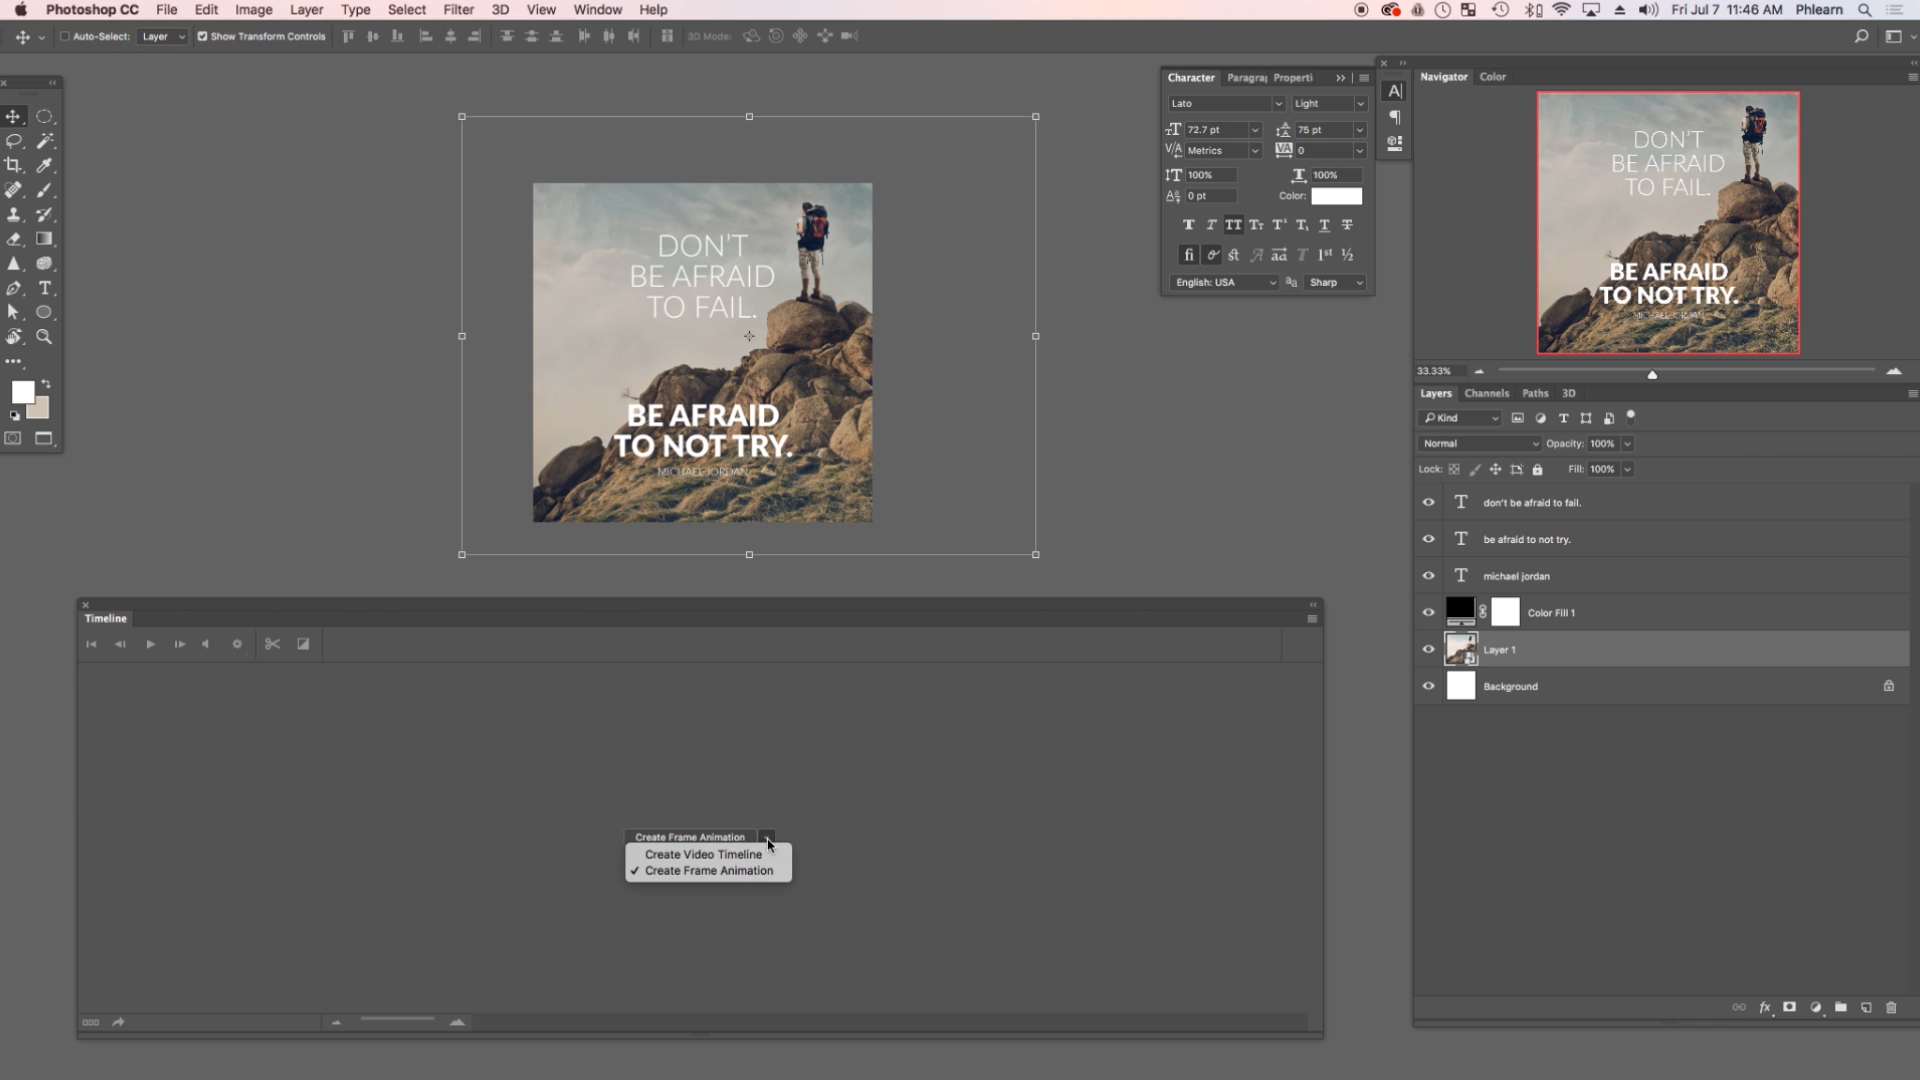 Photoshop CC File Edit Image Layer Type Select Filter 3D View Window Help Fri Jul 7 11:46 AM Phlearn
Auto-Select: Layer Show Transform Controls 3D Mode:
Character Paragra Properti
Lato Light
72.7 pt 75 pt
Metrics 0
100% 100%
0 pt Color:
English: USA aa Sharp
Navigator Color
DON'T
BE AFRAID
TO FAIL.
BE AFRAID
TO NOT TRY.
MICHAEL JORDAN
33.33%
DON'T
BE AFRAID
TO FAIL.
BE AFRAID
TO NOT TRY.
MICHAEL JORDAN
Layers Channels Paths 3D
Kind
Normal Opacity: 100%
Lock: Fill: 100%
don't be afraid to fail.
be afraid to not try.
michael jordan
Color Fill 1
Layer 1
Background
Timeline
Create Frame Animation
Create Video Timeline
✓ Create Frame Animation